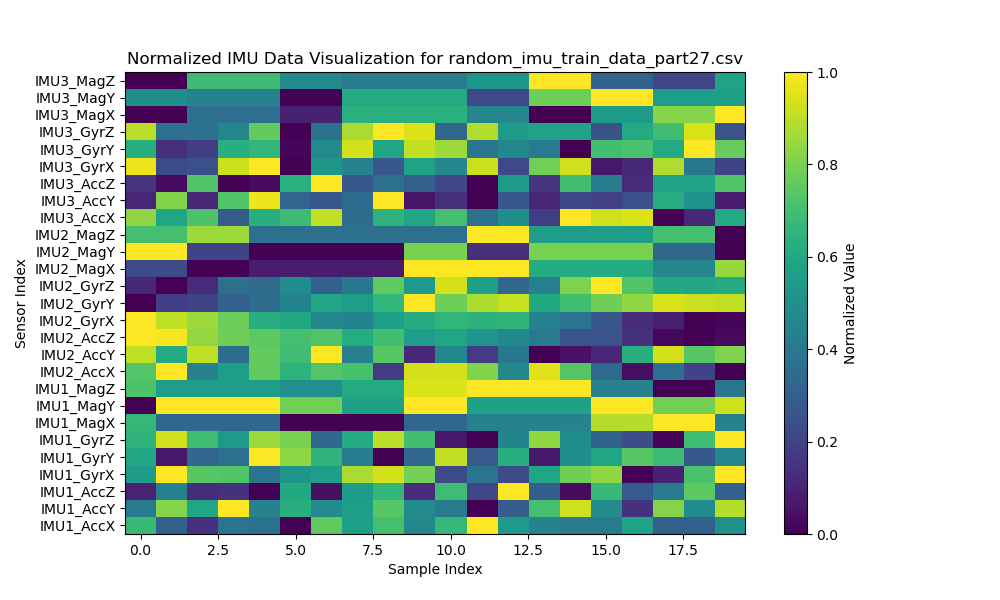 Normalized IMU Data Visualization for random_imu_train_data_part27.csv
IMU3_MagZ
IMU3_MagY
IMU3_MagX
IMU3_GyrZ
IMU3_GyrY
IMU3_GyrX
IMU3_AccZ
IMU3_AccY
IMU3_AccX
IMU2_MagZ
IMU2_MagY
IMU2_MagX
IMU2_GyrZ
IMU2_GyrY
IMU2_GyrX
IMU2_AccZ
IMU2_AccY
IMU2_AccX
IMU1_MagZ
IMU1_MagY
IMU1_MagX
IMU1_GyrZ
IMU1_GyrY
IMU1_GyrX
IMU1_AccZ
IMU1_AccY
IMU1_AccX
Sensor Index
0.0 2.5 5.0 7.5 10.0 12.5 15.0 17.5
Sample Index
1.0
0.8
0.6
0.4
0.2
0.0
Normalized Value